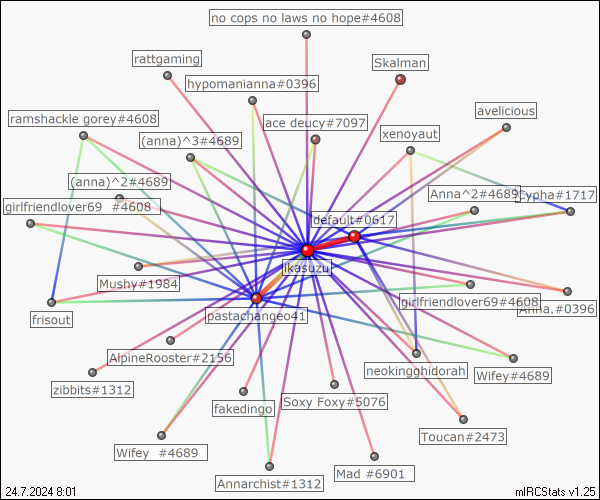 no cops no laws no hope#4608
rattgaming
Skalman
hypomanianna#0396
avelicious
ramshackle gorey#4608
ace deucy#7097
xenoyaut
(anna)^3#4689
(anna)^2#4689
Anna^2#4689
Cypha#1717
girlfriendlover69 #4608
default#0617
ikasuzu
Mushy#1984
girlfriendlover69#4608
Anna.#0396
frisout
pastachangeo41
AlpineRooster#2156
neokingghidorah
Wifey#4689
zibbits#1312
fakedingo
Soxy Foxy#5076
Toucan#2473
Wifey #4689
Mad #6901
Annarchist#1312
24.7.2024 8:01
mIRCStats v1.25